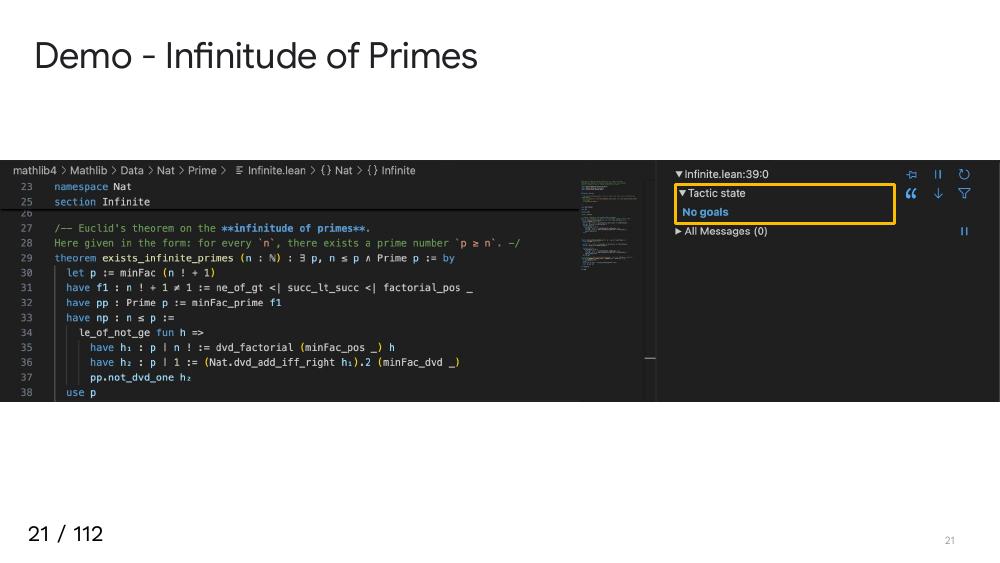 Demo - Infinitude of Primes
mathlib4 > Mathlib > Data > Nat > Prime > Infinite.lean > {} Nat > {} Infinite
23 namespace Nat
25 section Infinite
26
27 /-- Euclid's theorem on the **infinitude of primes**.
28 Here given in the form: for every `n`, there exists a prime number `p ≥ n`. -/
29 theorem exists_infinite_primes (n : ℕ) : ∃ p, n ≤ p ∧ Prime p := by
30 let p := minFac (n ! + 1)
31 have f1 : n ! + 1 ≠ 1 := ne_of_gt <| succ_lt_succ <| factorial_pos _
32 have pp : Prime p := minFac_prime f1
33 have np : n ≤ p :=
34 le_of_not_ge fun h =>
35 have h₁ : p ∣ n ! := dvd_factorial (minFac_pos _) h
36 have h₂ : p ∣ 1 := (Nat.dvd_add_iff_right h₁).2 (minFac_dvd _)
37 pp.not_dvd_one h₂
38 use p
▼Infinite.lean:39:0
▼Tactic state
No goals
▶ All Messages (0)
21 / 112
21